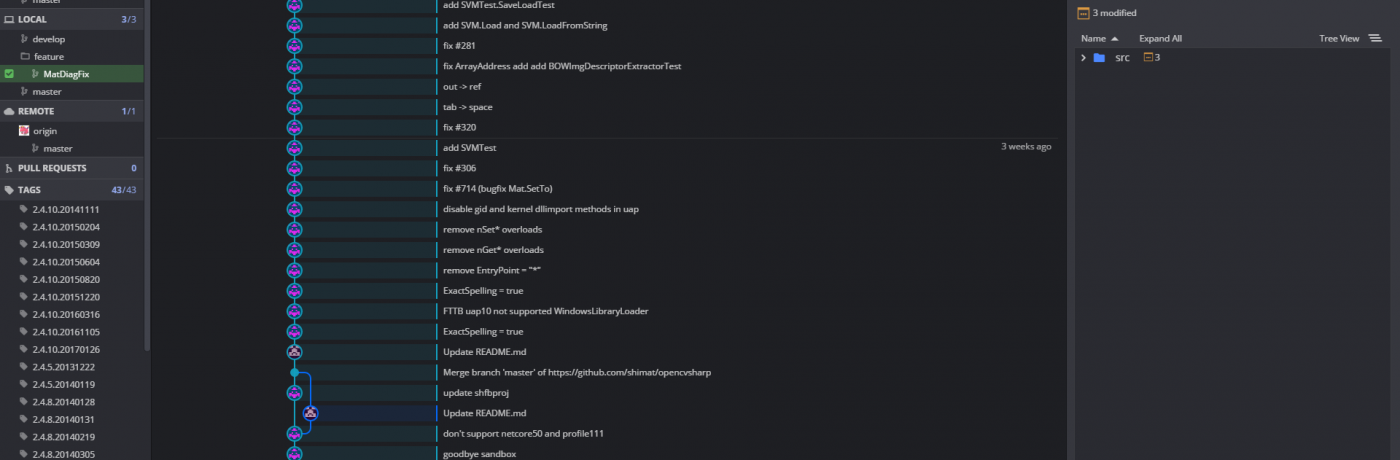 master
LOCAL 3/3
develop
feature
MatDiagFix
master
REMOTE 1/1
origin
master
PULL REQUESTS 0
TAGS 43/43
2.4.10.20141111
2.4.10.20150204
2.4.10.20150309
2.4.10.20150604
2.4.10.20150820
2.4.10.20151220
2.4.10.20160316
2.4.10.20161105
2.4.10.20170126
2.4.5.20131222
2.4.5.20140119
2.4.8.20140128
2.4.8.20140131
2.4.8.20140219
2.4.8.20140305
add SVMTest.SaveLoadTest
add SVM.Load and SVM.LoadFromString
fix #281
fix ArrayAddress add add BOWImgDescriptorExtractorTest
out -> ref
tab -> space
fix #320
add SVMTest
3 weeks ago
fix #306
fix #714 (bugfix Mat.SetTo)
disable gid and kernel dllimport methods in uap
remove nSet* overloads
remove nGet* overloads
remove EntryPoint = "*"
ExactSpelling = true
FTTB uap10 not supported WindowsLibraryLoader
ExactSpelling = true
Update README.md
Merge branch 'master' of https://github.com/shimat/opencvsharp
update shfbproj
Update README.md
don't support netcore50 and profile111
goodbye sandbox
3 modified
Name Expand All Tree View
src 3